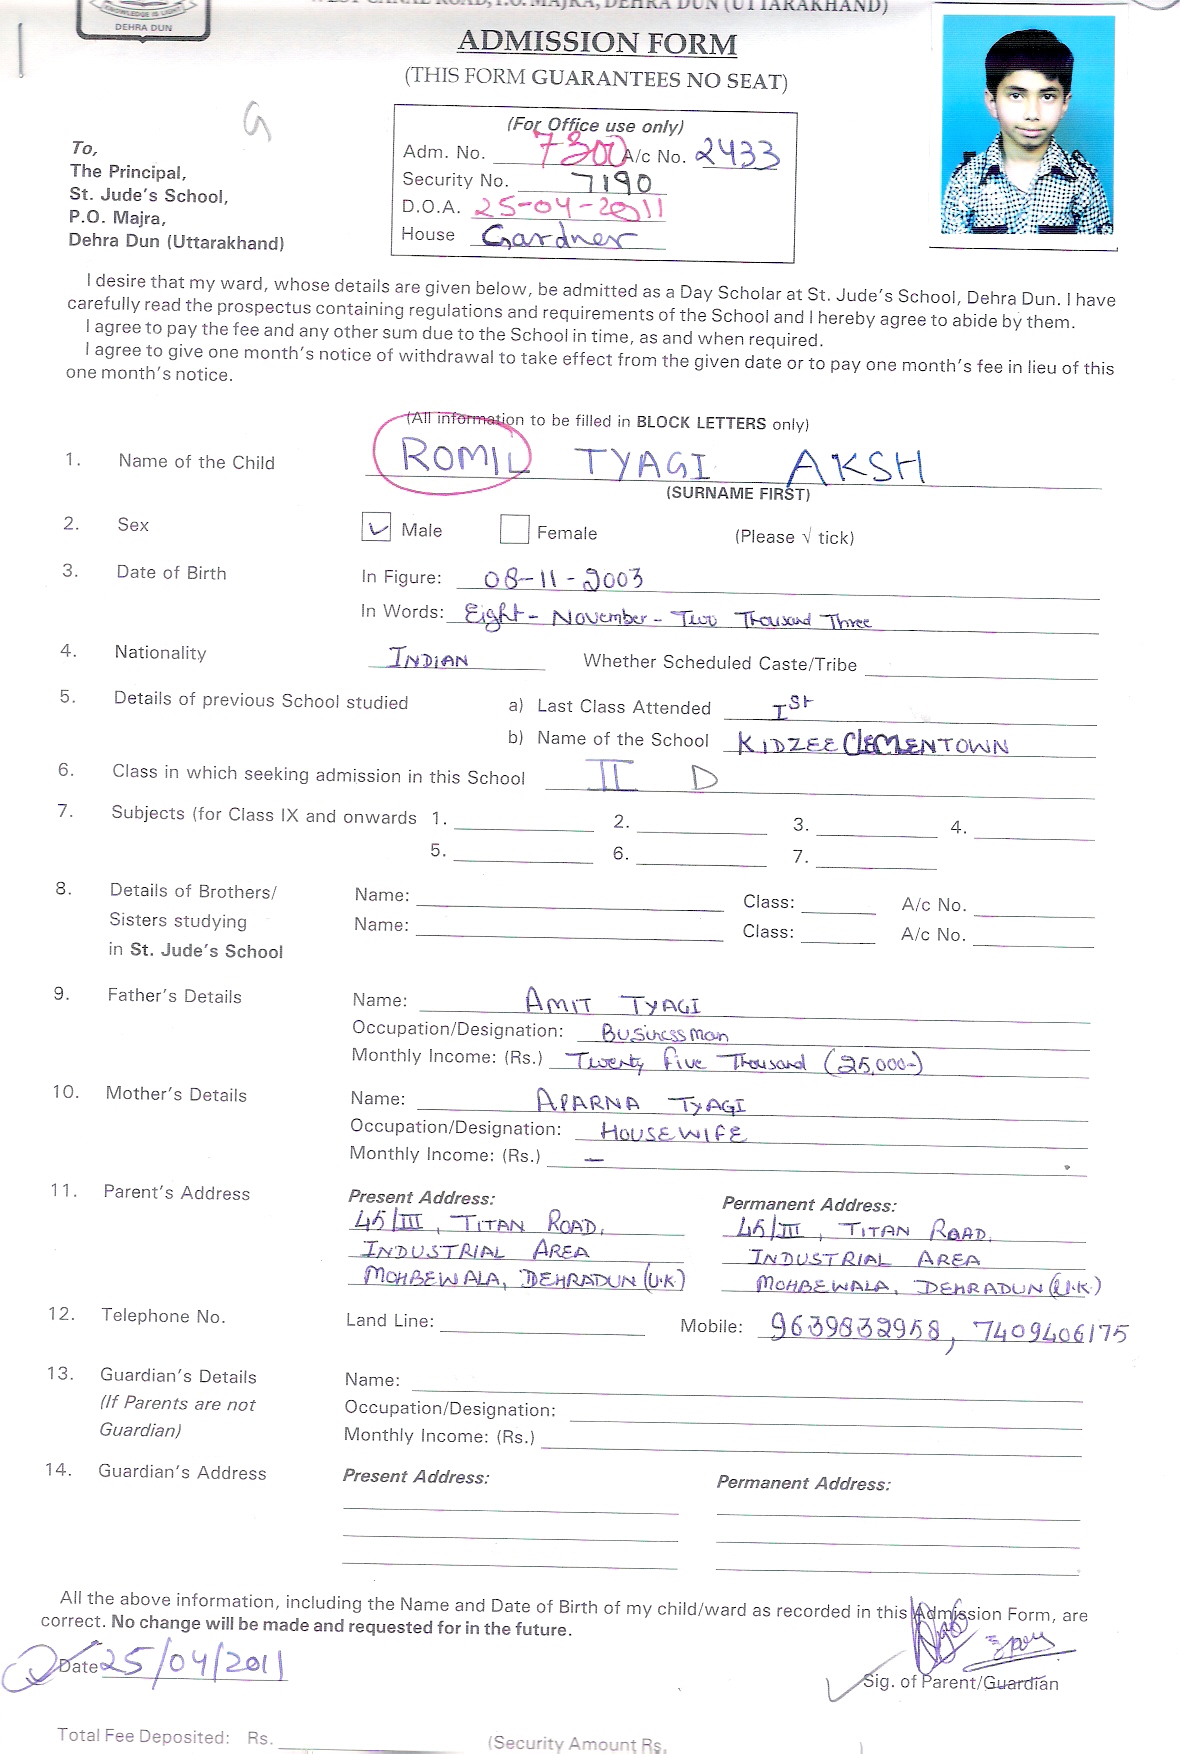 KNOWLEDGE IS LIGHT
DEHRA DUN
WEST CANAL ROAD, P.O. MAJRA, DEHRA DUN (UTTARAKHAND)
ADMISSION FORM
(THIS FORM GUARANTEES NO SEAT)
G
To,
The Principal,
St. Jude's School,
P.O. Majra,
Dehra Dun (Uttarakhand)
(For Office use only)
Adm. No. 7300 A/c No. 2433
Security No. 7190
D.O.A. 25-04-2011
House Gardner
I desire that my ward, whose details are given below, be admitted as a Day Scholar at St. Jude's School, Dehra Dun. I have
carefully read the prospectus containing regulations and requirements of the School and I hereby agree to abide by them.
I agree to pay the fee and any other sum due to the School in time, as and when required.
I agree to give one month's notice of withdrawal to take effect from the given date or to pay one month's fee in lieu of this
one month's notice.
(All information to be filled in BLOCK LETTERS only)
1. Name of the Child ROMIL TYAGI AKSH
(SURNAME FIRST)
2. Sex ✓ Male Female (Please √ tick)
3. Date of Birth In Figure: 08-11-2003
In Words: Eight - November - Two Thousand Three
4. Nationality INDIAN Whether Scheduled Caste/Tribe
5. Details of previous School studied a) Last Class Attended Ist
b) Name of the School KIDZEE CLEMENTOWN
6. Class in which seeking admission in this School II D
7. Subjects (for Class IX and onwards 1. 2. 3. 4.
5. 6. 7.
8. Details of Brothers/ Name: Class: A/c No.
Sisters studying Name: Class: A/c No.
in St. Jude's School
9. Father's Details Name: AMIT TYAGI
Occupation/Designation: Businessman
Monthly Income: (Rs.) Twenty five Thousand (25,000-)
10. Mother's Details Name: APARNA TYAGI
Occupation/Designation: HOUSEWIFE
Monthly Income: (Rs.) –
11. Parent's Address Present Address: Permanent Address:
45/III, TITAN ROAD, 45/III, TITAN ROAD,
INDUSTRIAL AREA INDUSTRIAL AREA
MOHBEWALA, DEHRADUN (U.K) MOHBEWALA, DEHRADUN (U.K.)
12. Telephone No. Land Line: Mobile: 9639832958, 7409406175
13. Guardian's Details Name:
(If Parents are not Occupation/Designation:
Guardian) Monthly Income: (Rs.)
14. Guardian's Address Present Address: Permanent Address:
All the above information, including the Name and Date of Birth of my child/ward as recorded in this Admission Form, are
correct. No change will be made and requested for in the future.
Date 25/04/2011
Sig. of Parent/Guardian
Total Fee Deposited: Rs. (Security Amount Rs. )